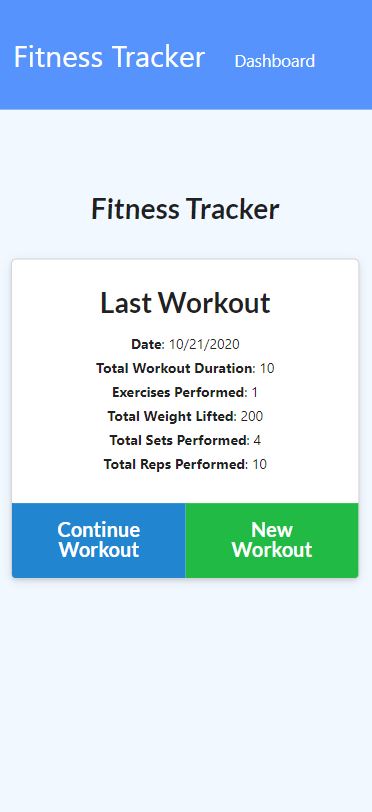 Fitness Tracker Dashboard
Fitness Tracker
Last Workout
Date: 10/21/2020
Total Workout Duration: 10
Exercises Performed: 1
Total Weight Lifted: 200
Total Sets Performed: 4
Total Reps Performed: 10
Continue
Workout
New
Workout